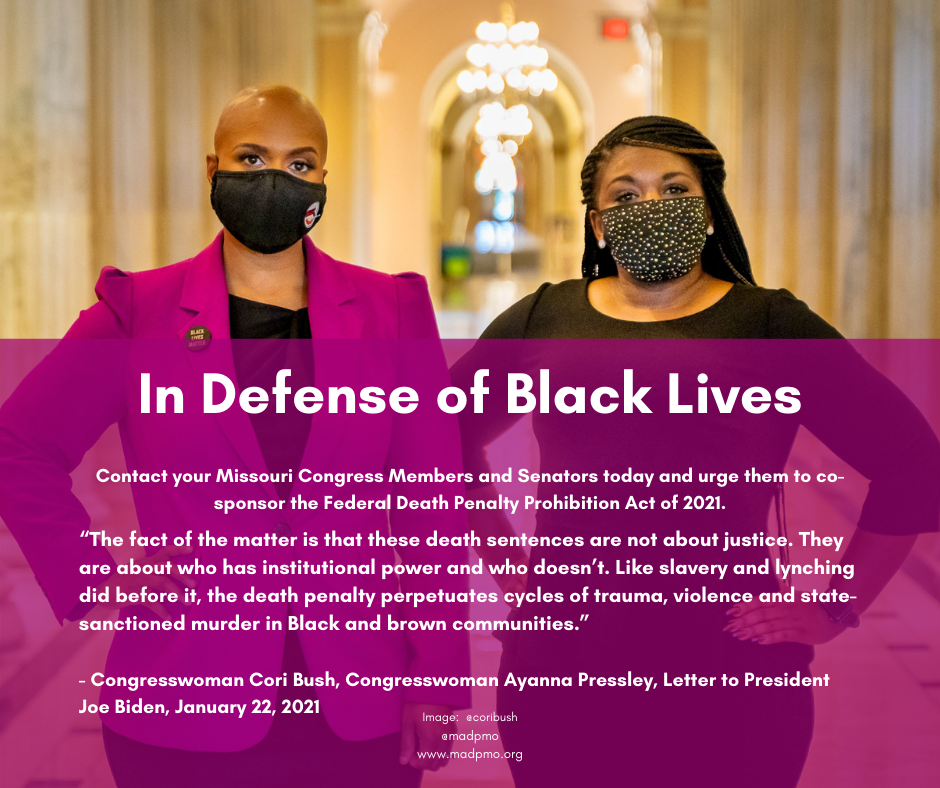 BLACK
LIVES
MATTER
In Defense of Black Lives
Contact your Missouri Congress Members and Senators today and urge them to co-
sponsor the Federal Death Penalty Prohibition Act of 2021.
“The fact of the matter is that these death sentences are not about justice. They
are about who has institutional power and who doesn’t. Like slavery and lynching
did before it, the death penalty perpetuates cycles of trauma, violence and state-
sanctioned murder in Black and brown communities.”
- Congresswoman Cori Bush, Congresswoman Ayanna Pressley, Letter to President
Joe Biden, January 22, 2021
Image: @coribush
@madpmo
www.madpmo.org